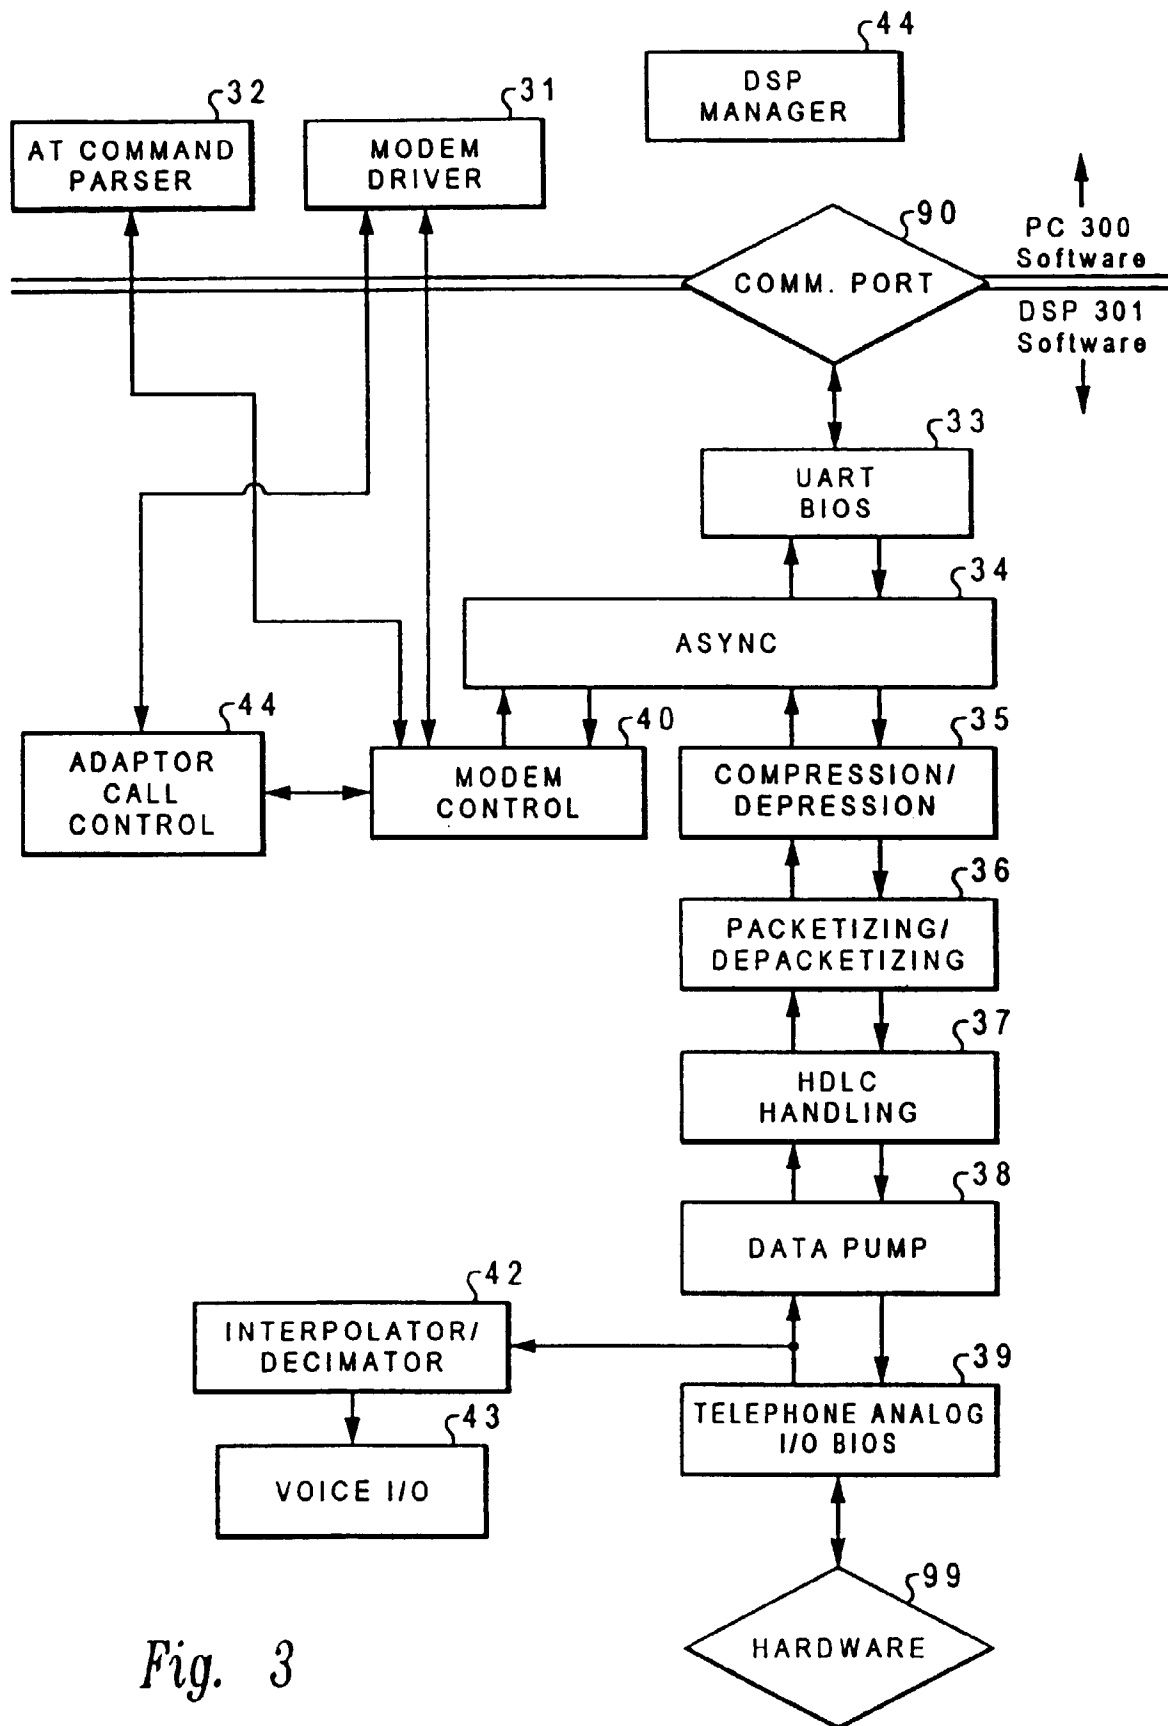 44
DSP
MANAGER
32
AT COMMAND
PARSER
31
MODEM
DRIVER
90
COMM. PORT
PC 300
Software
DSP 301
Software
33
UART
BIOS
34
ASYNC
44
ADAPTOR
CALL
CONTROL
40
MODEM
CONTROL
35
COMPRESSION/
DEPRESSION
36
PACKETIZING/
DEPACKETIZING
37
HDLC
HANDLING
38
DATA PUMP
42
INTERPOLATOR/
DECIMATOR
39
TELEPHONE ANALOG
I/O BIOS
43
VOICE I/O
99
HARDWARE
Fig. 3